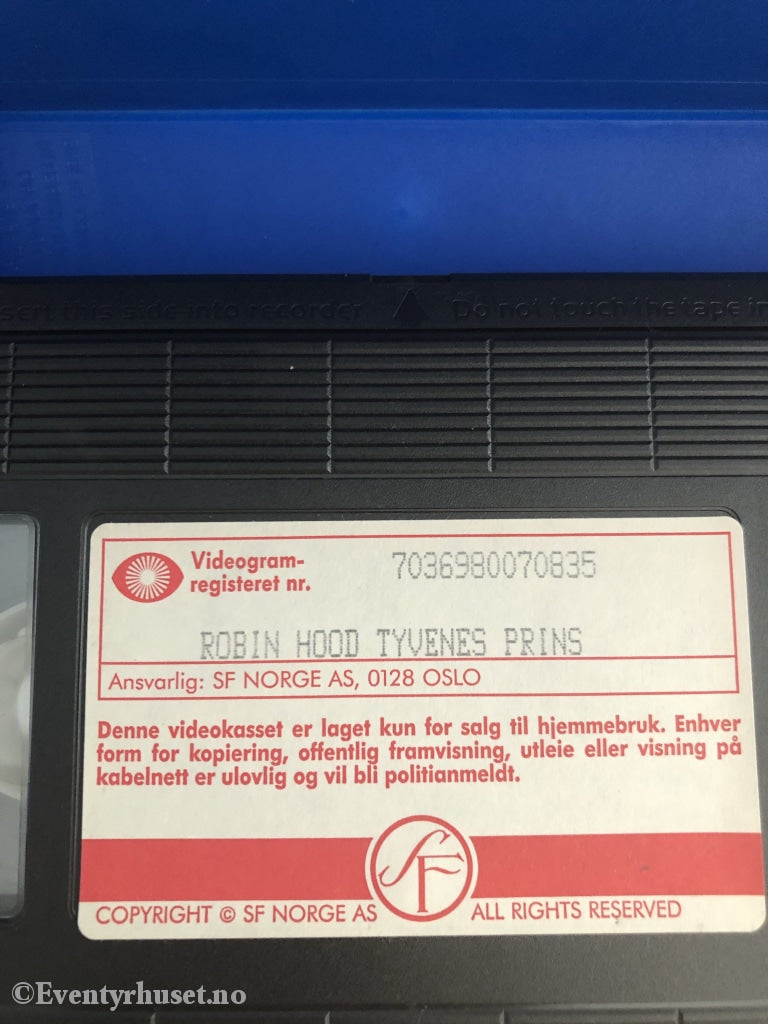 sert this side into recorder Do not touch the tape in
Videogram-
registeret nr. 7036980070835
ROBIN HOOD TYVENES PRINS
Ansvarlig: SF NORGE AS, 0128 OSLO
Denne videokasset er laget kun for salg til hjemmebruk. Enhver
form for kopiering, offentlig framvisning, utleie eller visning på
kabelnett er ulovlig og vil bli politianmeldt.
SF
COPYRIGHT © SF NORGE AS ALL RIGHTS RESERVED
©Eventyrhuset.no